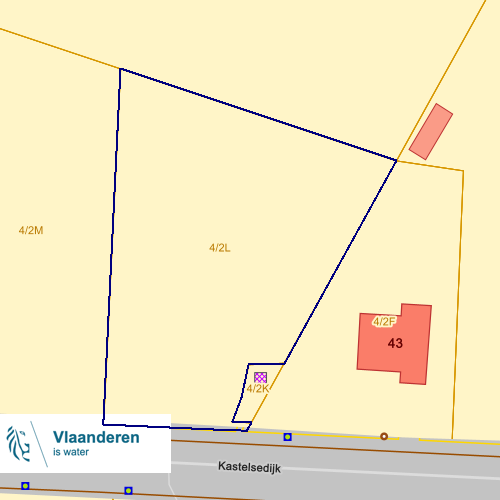 4/2M
4/2L
4/2F
43
4/2K
Vlaanderen
is water
Kastelsedijk